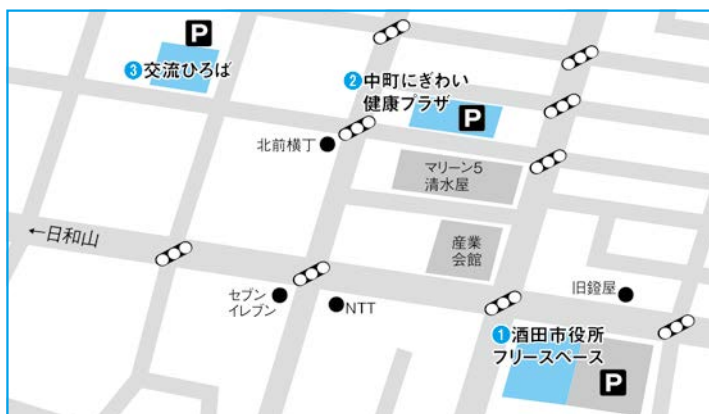 P
③交流ひろば
②中町にぎわい
健康プラザ
P
北前横丁
マリーン5
清水屋
←日和山
産業
会館
セブン
イレブン
NTT
旧鐙屋
①酒田市役所
フリースペース
P